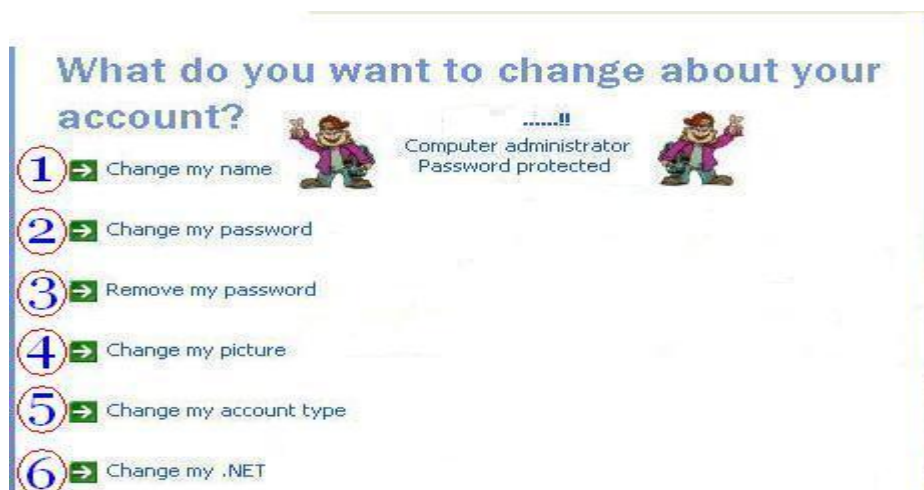 What do you want to change about your
account?
......!!
Computer administrator
Password protected
1 Change my name
2 Change my password
3 Remove my password
4 Change my picture
5 Change my account type
6 Change my .NET